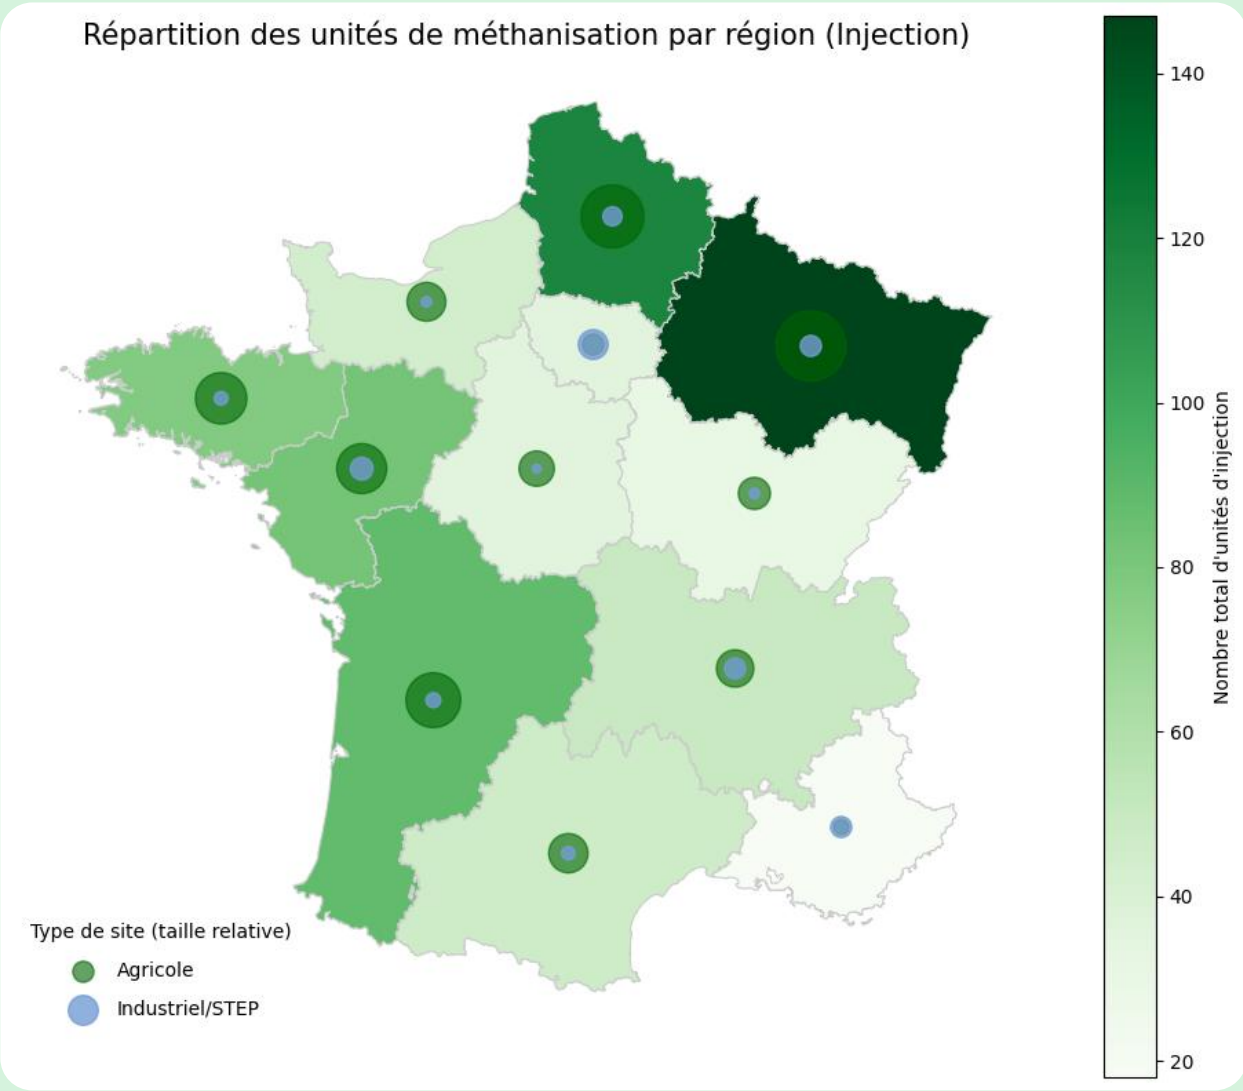 Répartition des unités de méthanisation par région (Injection)
140
120
100
80
60
40
20
Nombre total d'unités d'injection
Type de site (taille relative)
Agricole
Industriel/STEP